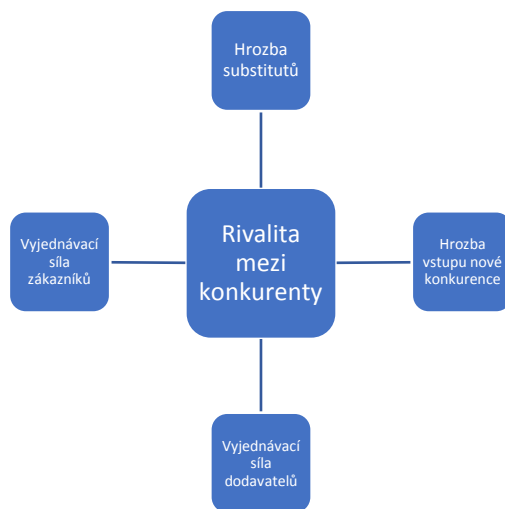 Hrozba
substitutů
Vyjednávací
síla
zákazníků
Rivalita
mezi
konkurenty
Hrozba
vstupu nové
konkurence
Vyjednávací
síla
dodavatelů